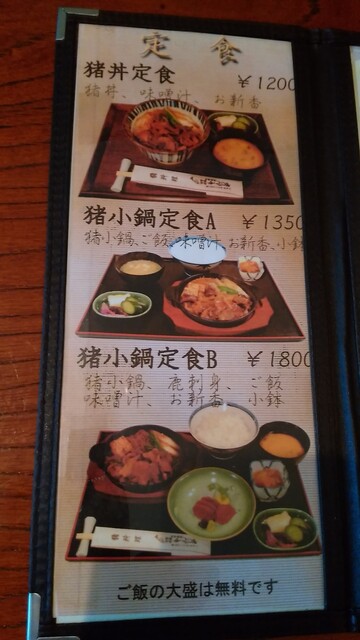 定食
猪丼定食 ¥1200
猪丼、味噌汁、お新香
猪小鍋定食A ¥1350
猪小鍋、ご飯、味噌汁、お新香、小鉢
猪小鍋定食B ¥1800
猪小鍋、鹿刺身、ご飯
味噌汁、お新香、小鉢
ご飯の大盛は無料です